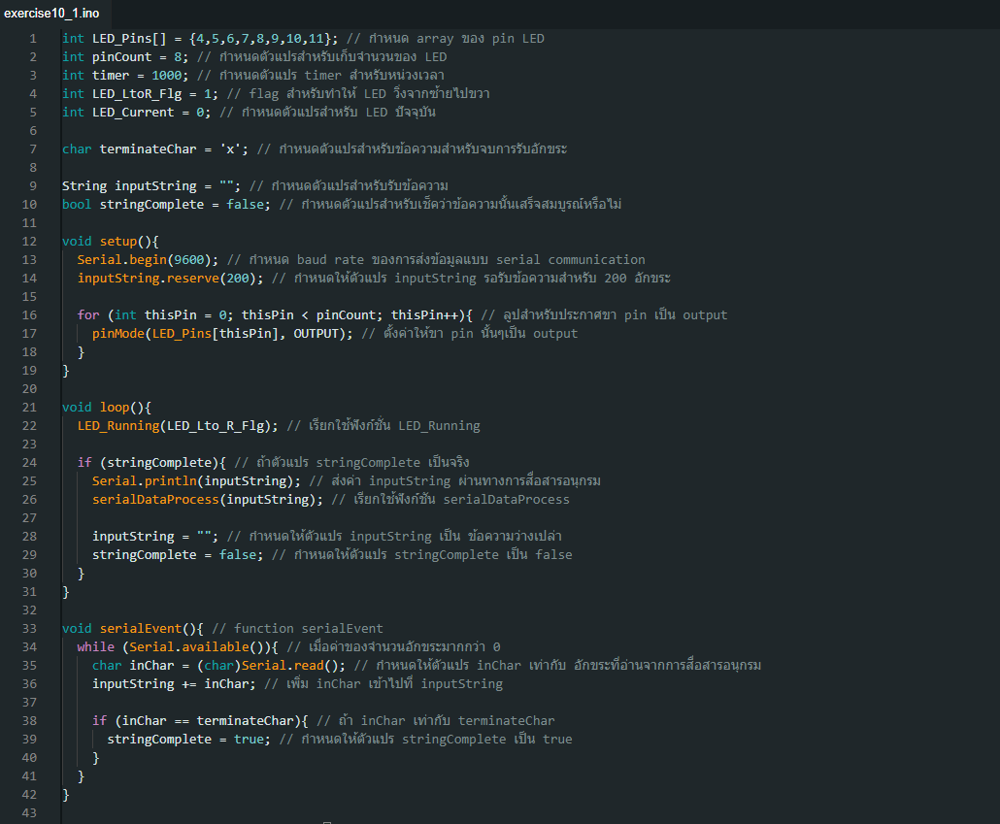 exercise10_1.ino
1 int LED_Pins[] = {4,5,6,7,8,9,10,11}; // กำหนด array ของ pin LED
2 int pinCount = 8; // กำหนดตัวแปรสำหรับเก็บจำนวนของ LED
3 int timer = 1000; // กำหนดตัวแปร timer สำหรับหน่วงเวลา
4 int LED_LtoR_Flg = 1; // flag สำหรับทำให้ LED วิ่งจากซ้ายไปขวา
5 int LED_Current = 0; // กำหนดตัวแปรสำหรับ LED ปัจจุบัน
6
7 char terminateChar = 'x'; // กำหนดตัวแปรสำหรับข้อความสำหรับจบการรับอักขระ
8
9 String inputString = ""; // กำหนดตัวแปรสำหรับรับข้อความ
10 bool stringComplete = false; // กำหนดตัวแปรสำหรับเช็คว่าข้อความนั้นเสร็จสมบูรณ์หรือไม่
11
12 void setup(){
13 Serial.begin(9600); // กำหนด baud rate ของการส่งข้อมูลแบบ serial communication
14 inputString.reserve(200); // กำหนดให้ตัวแปร inputString รอรับข้อความสำหรับ 200 อักขระ
15
16 for (int thisPin = 0; thisPin < pinCount; thisPin++){ // ลูปสำหรับประกาศขา pin เป็น output
17 pinMode(LED_Pins[thisPin], OUTPUT); // ตั้งค่าให้ขา pin นั้นๆเป็น output
18 }
19 }
20
21 void loop(){
22 LED_Running(LED_Lto_R_Flg); // เรียกใช้ฟังก์ชั่น LED_Running
23
24 if (stringComplete){ // ถ้าตัวแปร stringComplete เป็นจริง
25 Serial.println(inputString); // ส่งค่า inputString ผ่านทางการสื่อสารอนุกรม
26 serialDataProcess(inputString); // เรียกใช้ฟังก์ชัน serialDataProcess
27
28 inputString = ""; // กำหนดให้ตัวแปร inputString เป็น ข้อความว่างเปล่า
29 stringComplete = false; // กำหนดให้ตัวแปร stringComplete เป็น false
30 }
31 }
32
33 void serialEvent(){ // function serialEvent
34 while (Serial.available()){ // เมื่อค่าของจำนวนอักขระมากกว่า 0
35 char inChar = (char)Serial.read(); // กำหนดให้ตัวแปร inChar เท่ากับ อักขระที่อ่านจากการสื่อสารอนุกรม
36 inputString += inChar; // เพิ่ม inChar เข้าไปที่ inputString
37
38 if (inChar == terminateChar){ // ถ้า inChar เท่ากับ terminateChar
39 stringComplete = true; // กำหนดให้ตัวแปร stringComplete เป็น true
40 }
41 }
42 }
43